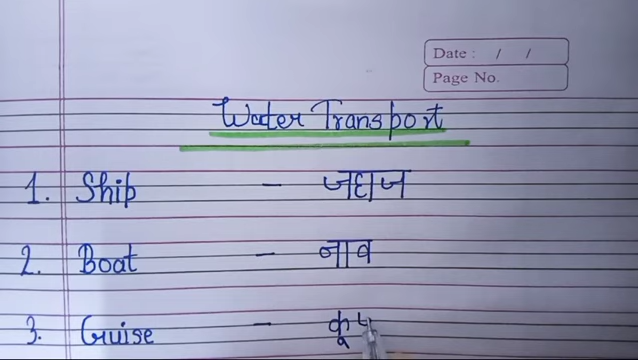 Date : / /
Page No.
Water Transport
1. Ship – जहाज
2. Boat – नाव
3. Cruise –